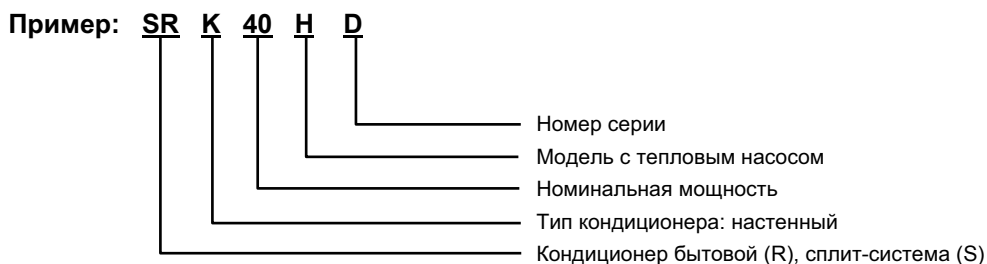 Пример: SR K 40 H D
Номер серии
Модель с тепловым насосом
Номинальная мощность
Тип кондиционера: настенный
Кондиционер бытовой (R), сплит-система (S)